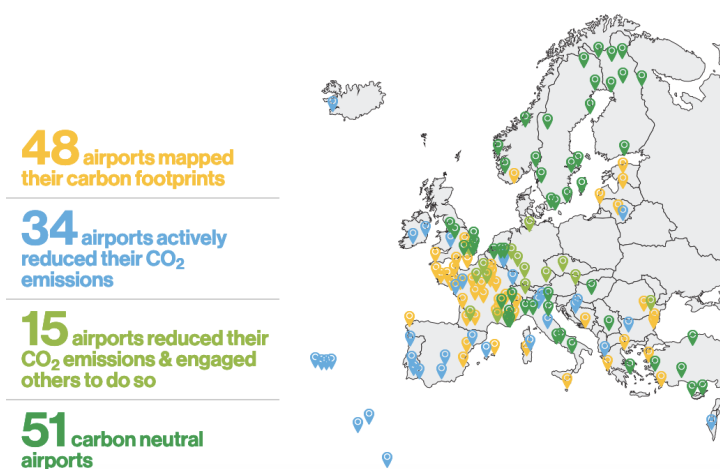 48 airports mapped
their carbon footprints
34 airports actively
reduced their CO₂
emissions
15 airports reduced their
CO₂ emissions & engaged
others to do so
51 carbon neutral
airports